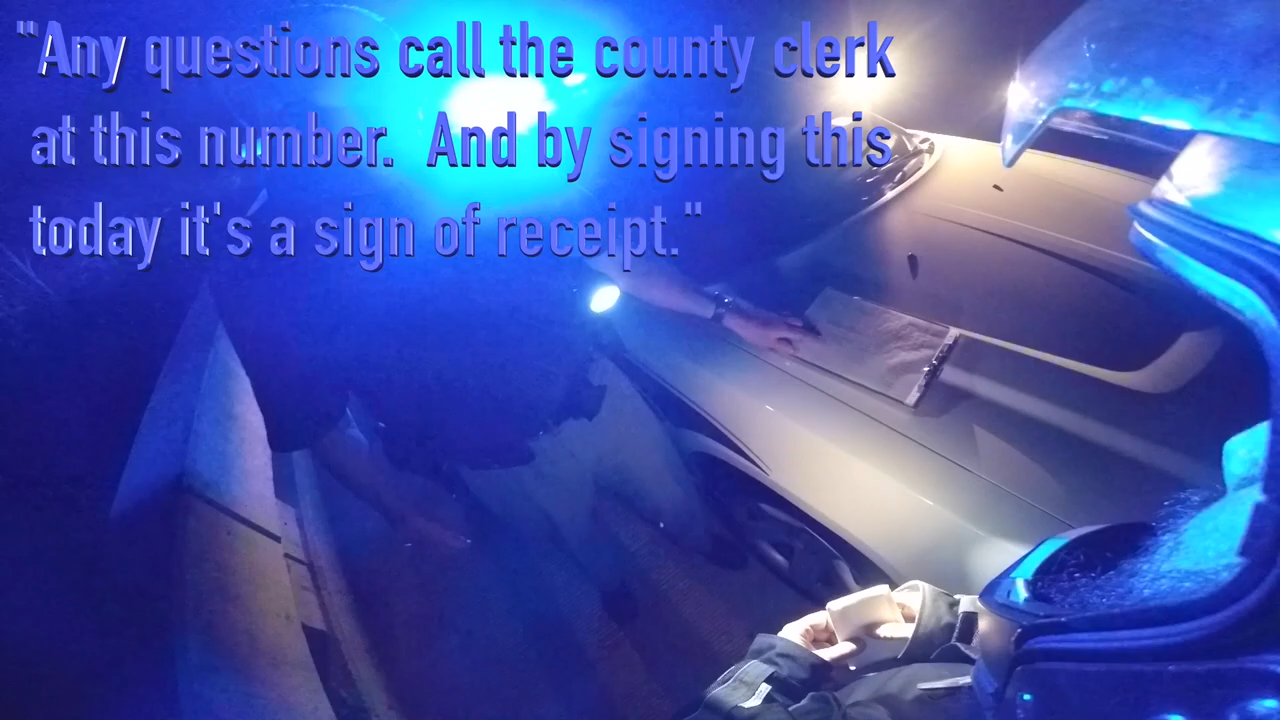 "Any questions call the county clerk
at this number. And by signing this
today it's a sign of receipt."